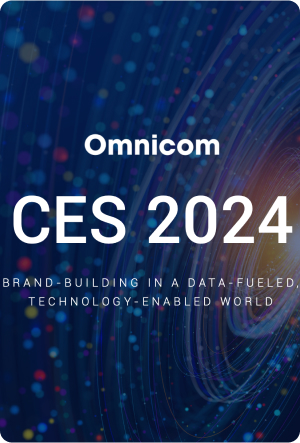 Omnicom
CES 2024
BRAND-BUILDING IN A DATA-FUELED,
TECHNOLOGY-ENABLED WORLD